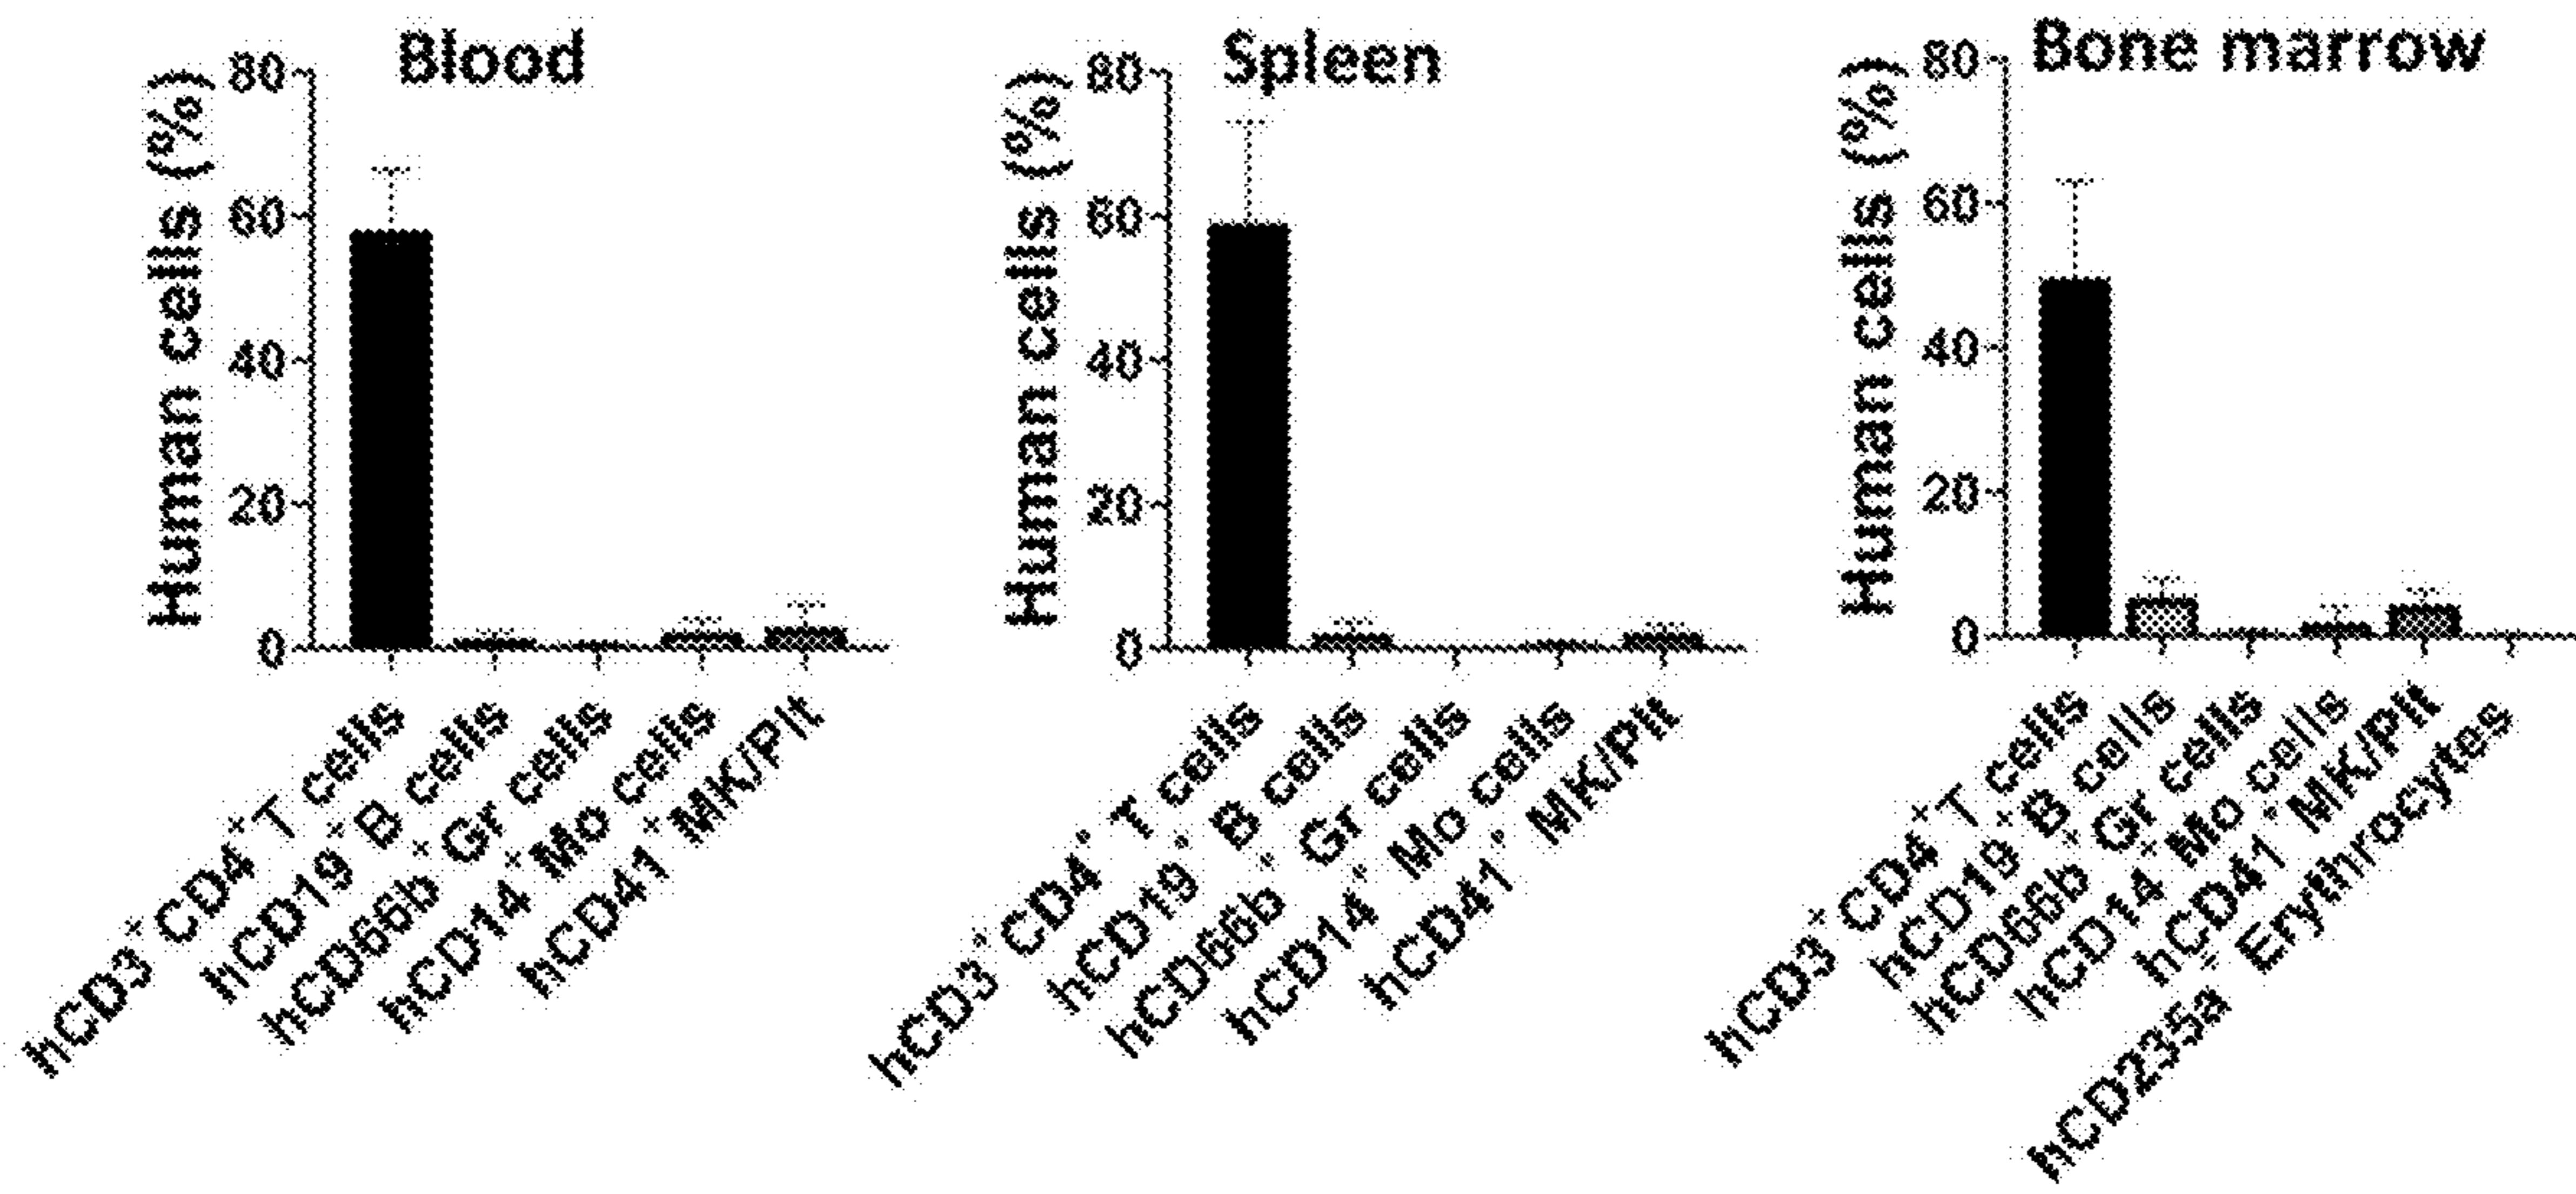 Blood
Human cells (%)
80
60
40
20
0
hCD3⁺CD4⁺T cells
hCD19⁺B cells
hCD66b⁺Gr cells
hCD14⁺Mo cells
hCD41⁺MK/Plt
Spleen
Human cells (%)
80
60
40
20
0
hCD3⁺CD4⁺ T cells
hCD19⁺ B cells
hCD66b⁺ Gr cells
hCD14⁺ Mo cells
hCD41⁺ MK/Plt
Bone marrow
Human cells (%)
80
60
40
20
0
hCD3⁺CD4⁺T cells
hCD19⁺B cells
hCD66b⁺Gr cells
hCD14⁺Mo cells
hCD41⁺MK/Plt
hCD235a⁺ Erythrocytes